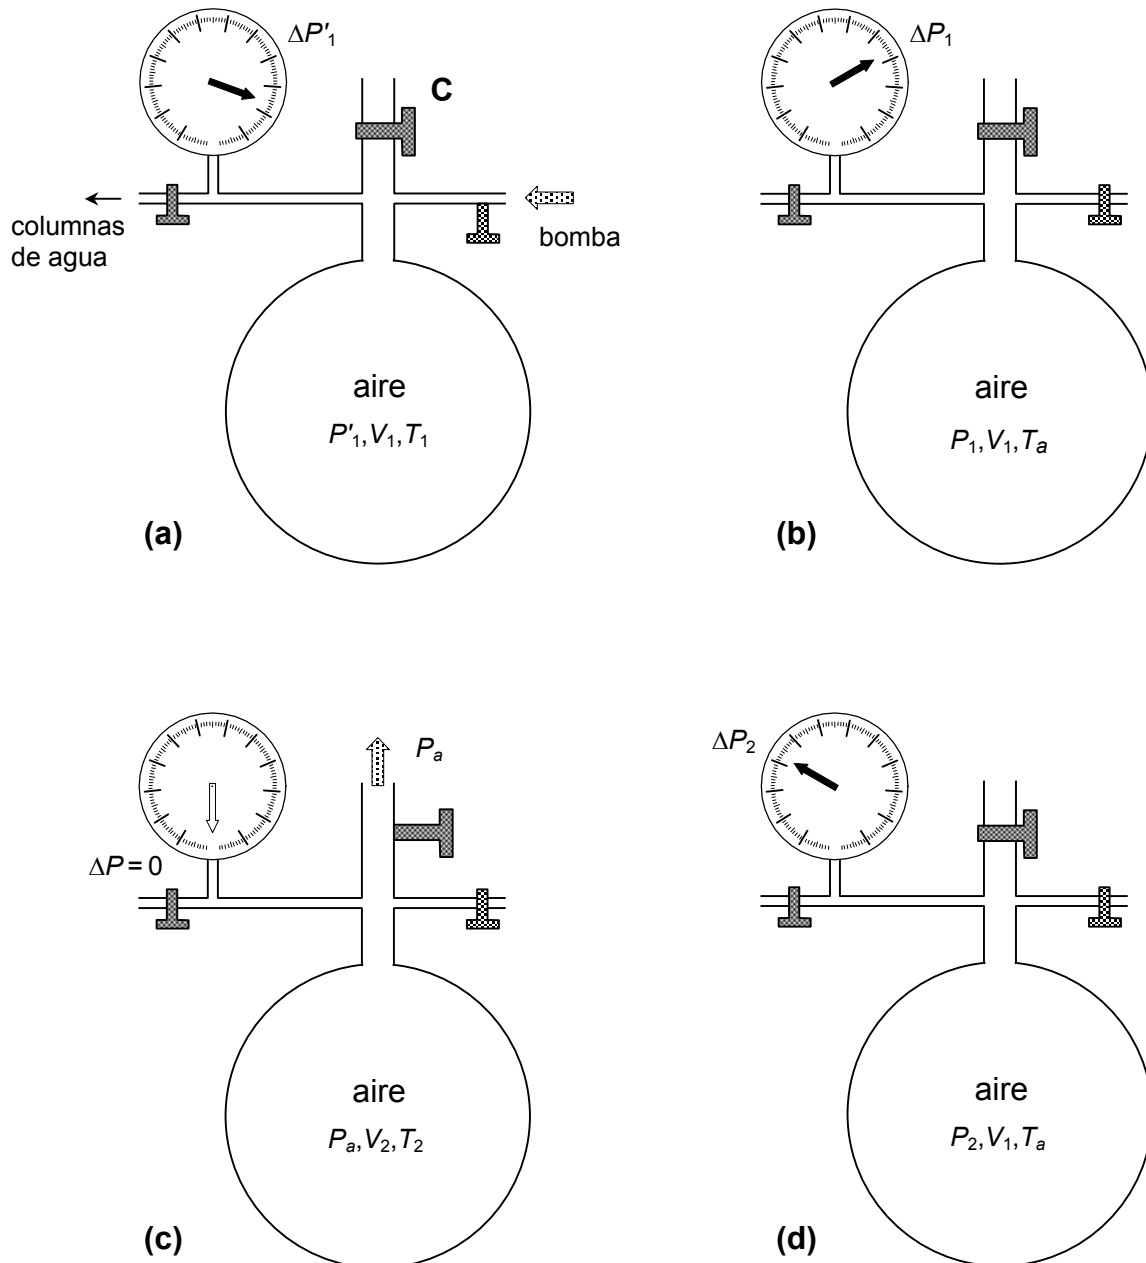 ΔP'₁
C
columnas
de agua
bomba
aire
P'₁,V₁,T₁
(a)
ΔP₁
aire
P₁,V₁,Tₐ
(b)
Pₐ
ΔP = 0
aire
Pₐ,V₂,T₂
(c)
ΔP₂
aire
P₂,V₁,Tₐ
(d)